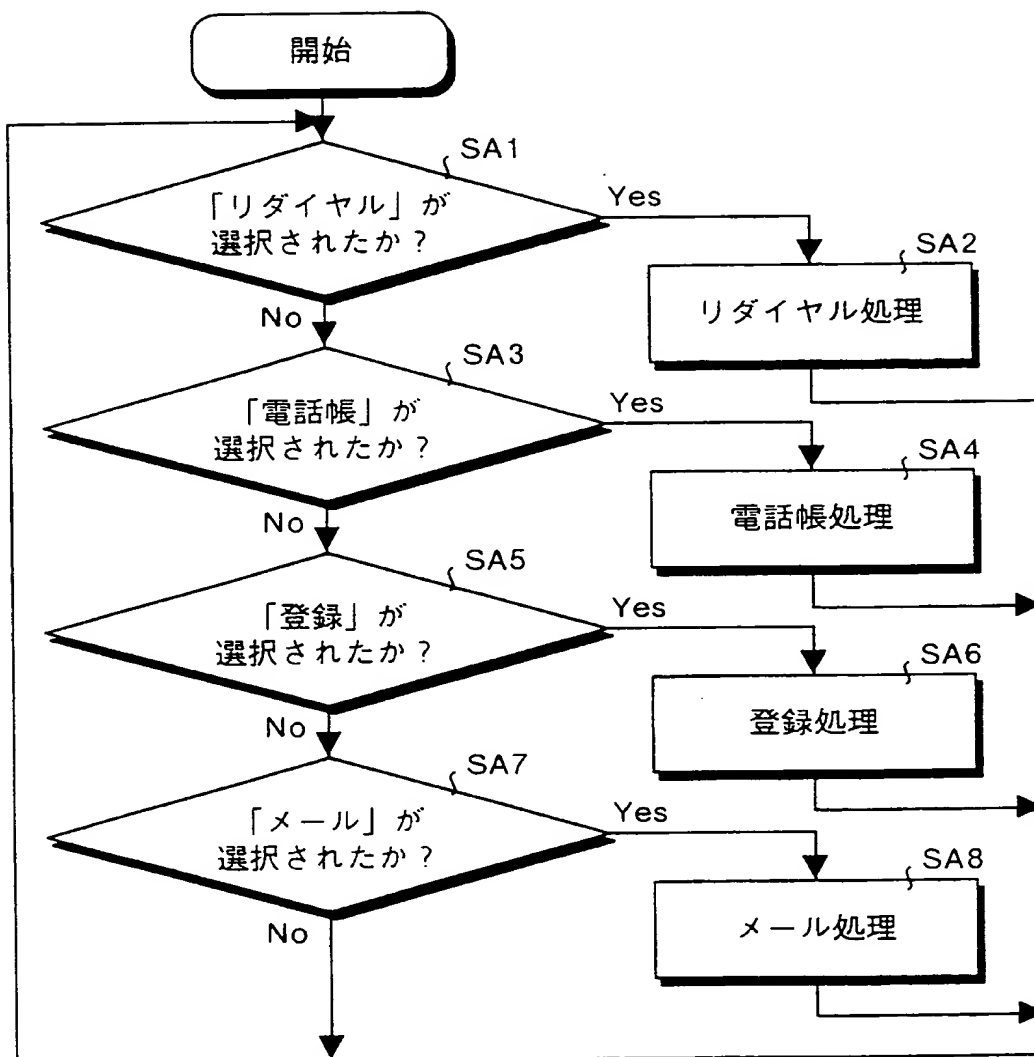 開始
SA1
「リダイヤル」が
選択されたか?
Yes
SA2
リダイヤル処理
No
SA3
「電話帳」が
選択されたか?
Yes
SA4
電話帳処理
No
SA5
「登録」が
選択されたか?
Yes
SA6
登録処理
No
SA7
「メール」が
選択されたか?
Yes
SA8
メール処理
No